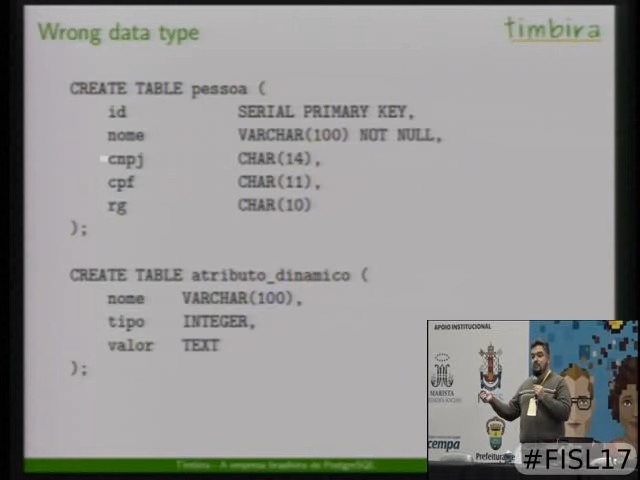 Wrong data type
timbira
CREATE TABLE pessoa (
id SERIAL PRIMARY KEY,
nome VARCHAR(100) NOT NULL,
cnpj CHAR(14),
cpf CHAR(11),
rg CHAR(10)
);
CREATE TABLE atributo_dinamico (
nome VARCHAR(100),
tipo INTEGER,
valor TEXT
);
Timbira - A empresa brasileira de PostgreSQL
APOIO INSTITUCIONAL
MARISTA
cempa
Prefeitura
#FISL17